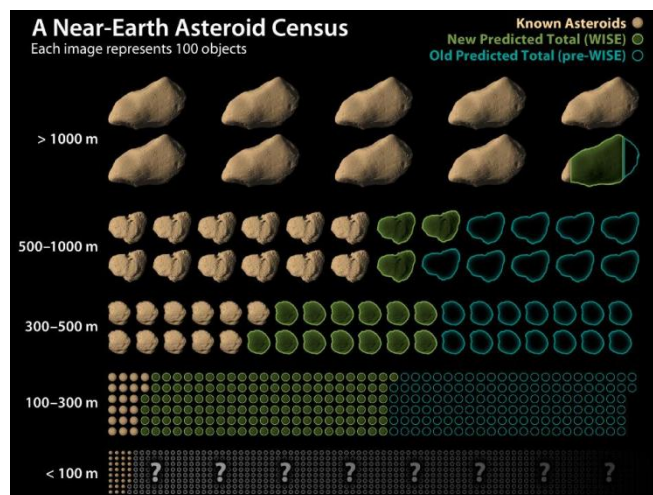 A Near-Earth Asteroid Census
Each image represents 100 objects
Known Asteroids
New Predicted Total (WISE)
Old Predicted Total (pre-WISE)
> 1000 m
500–1000 m
300–500 m
100–300 m
< 100 m
? ? ? ? ? ? ? ?